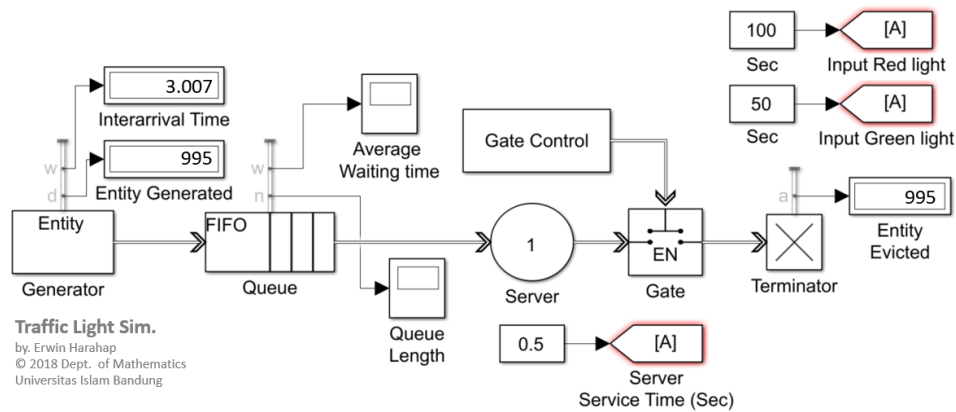 100
Sec
[A]
Input Red light
50
Sec
[A]
Input Green light
3.007
Interarrival Time
w
995
Entity Generated
d
Entity
Generator
w
Average
Waiting time
n
FIFO
Queue
Queue
Length
Gate Control
1
Server
EN
Gate
a
995
Entity
Evicted
Terminator
0.5
[A]
Server
Service Time (Sec)
Traffic Light Sim.
by. Erwin Harahap
© 2018 Dept. of Mathematics
Universitas Islam Bandung